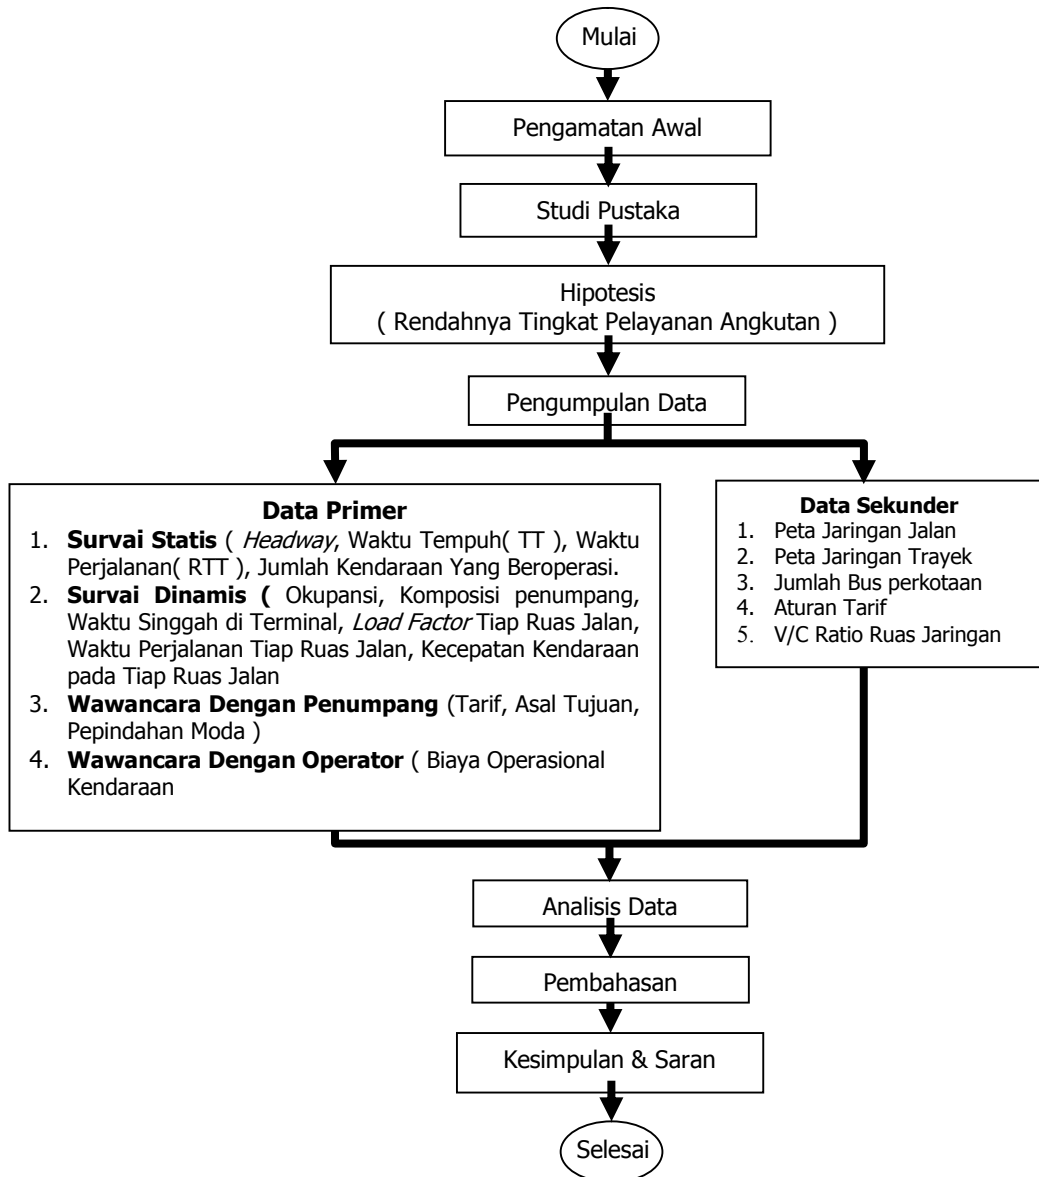 Mulai
Pengamatan Awal
Studi Pustaka
Hipotesis
( Rendahnya Tingkat Pelayanan Angkutan )
Pengumpulan Data
Data Primer
1. Survai Statis ( Headway, Waktu Tempuh( TT ), Waktu
Perjalanan( RTT ), Jumlah Kendaraan Yang Beroperasi.
2. Survai Dinamis ( Okupansi, Komposisi penumpang,
Waktu Singgah di Terminal, Load Factor Tiap Ruas Jalan,
Waktu Perjalanan Tiap Ruas Jalan, Kecepatan Kendaraan
pada Tiap Ruas Jalan
3. Wawancara Dengan Penumpang (Tarif, Asal Tujuan,
Pepindahan Moda )
4. Wawancara Dengan Operator ( Biaya Operasional
Kendaraan
Data Sekunder
1. Peta Jaringan Jalan
2. Peta Jaringan Trayek
3. Jumlah Bus perkotaan
4. Aturan Tarif
5. V/C Ratio Ruas Jaringan
Analisis Data
Pembahasan
Kesimpulan & Saran
Selesai